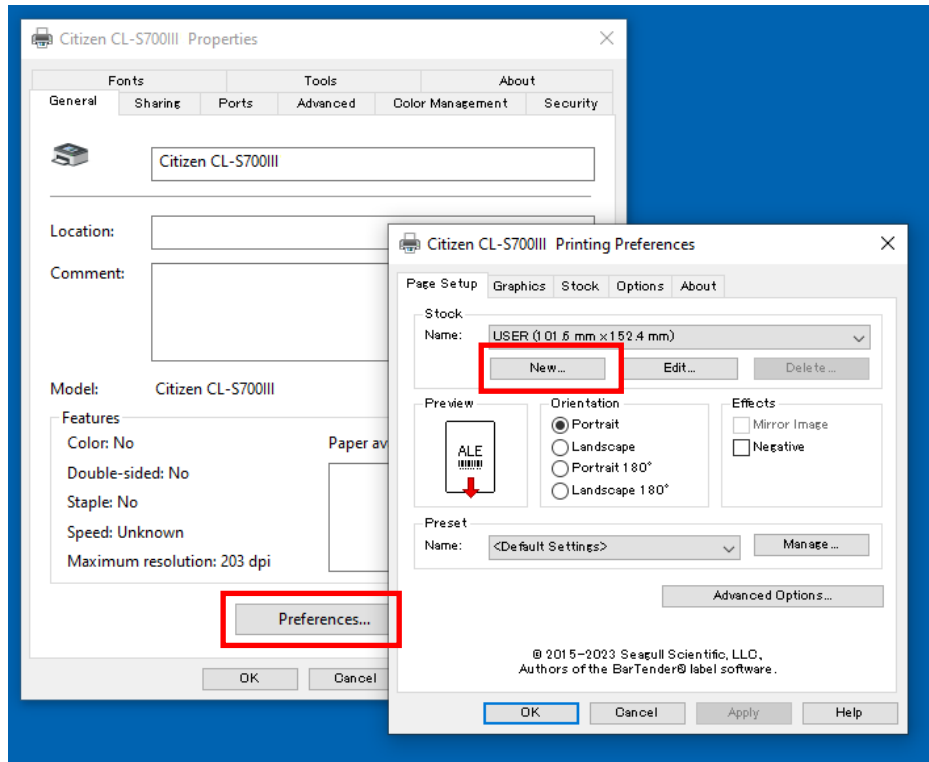 Citizen CL-S700III Properties
Fonts Tools About
General Sharing Ports Advanced Color Management Security
Citizen CL-S700III
Location:
Comment:
Model: Citizen CL-S700III
Features
Color: No Paper av
Double-sided: No
Staple: No
Speed: Unknown
Maximum resolution: 203 dpi
Preferences...
OK Cancel
Citizen CL-S700III Printing Preferences
Page Setup Graphics Stock Options About
Stock
Name: USER (101.6 mm x 152.4 mm)
New... Edit... Delete...
Preview Orientation Effects
ALE
Portrait Mirror Image
Landscape Negative
Portrait 180°
Landscape 180°
Preset
Name: <Default Settings> Manage...
Advanced Options...
© 2015-2023 Seagull Scientific, LLC,
Authors of the BarTender® label software.
OK Cancel Apply Help